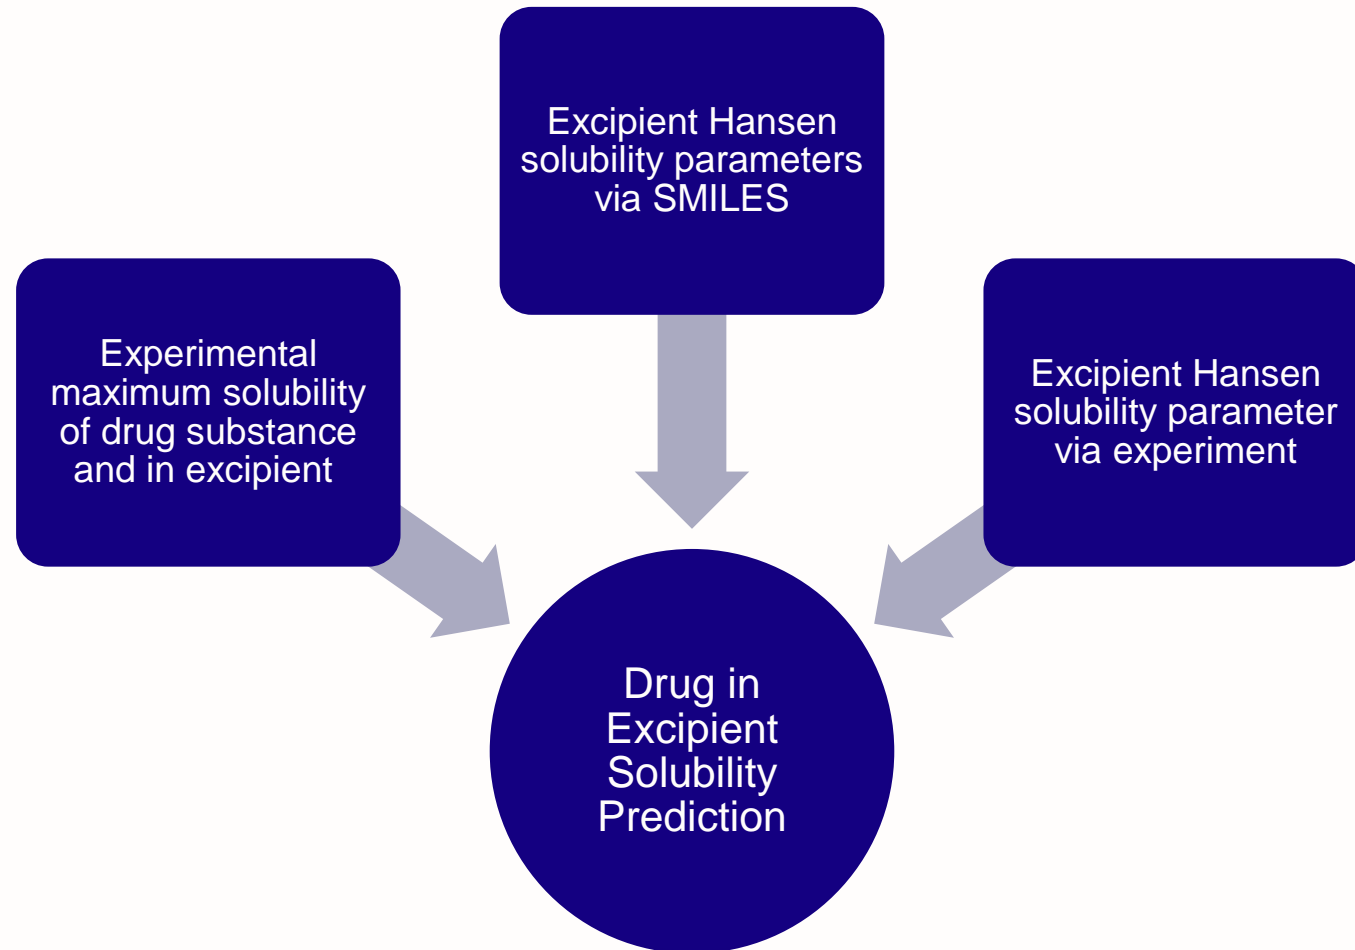 Excipient Hansen
solubility parameters
via SMILES
Experimental
maximum solubility
of drug substance
and in excipient
Excipient Hansen
solubility parameter
via experiment
Drug in
Excipient
Solubility
Prediction